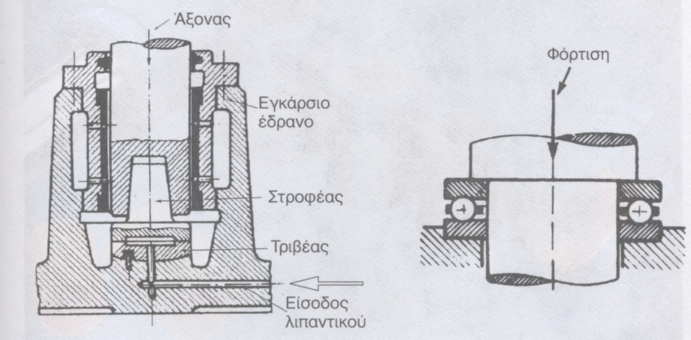 Άξονας
Φόρτιση
Εγκάρσιο
έδρανο
Στροφέας
Τριβέας
Είσοδος
λιπαντικού